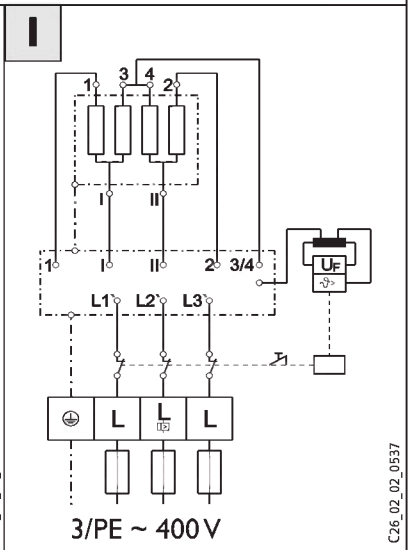 I
3 4
1 2
I II
1 I II 2 3/4
UF
L1` L2` L3`
L L L
3/PE ~ 400 V
C26_02_02_0537